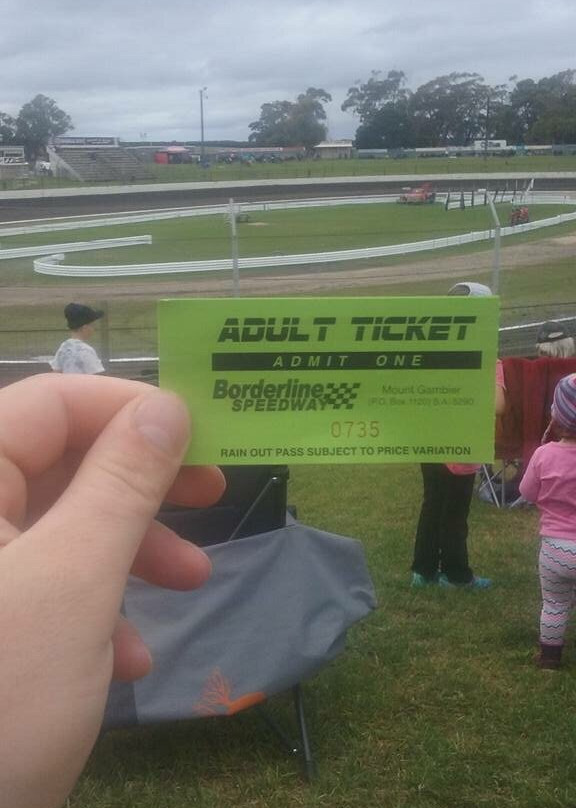 ADULT TICKET
ADMIT ONE
Borderline
SPEEDWAY
Mount Gambier
(P.O. Box 1120) S.A. 5290
0735
RAIN OUT PASS SUBJECT TO PRICE VARIATION